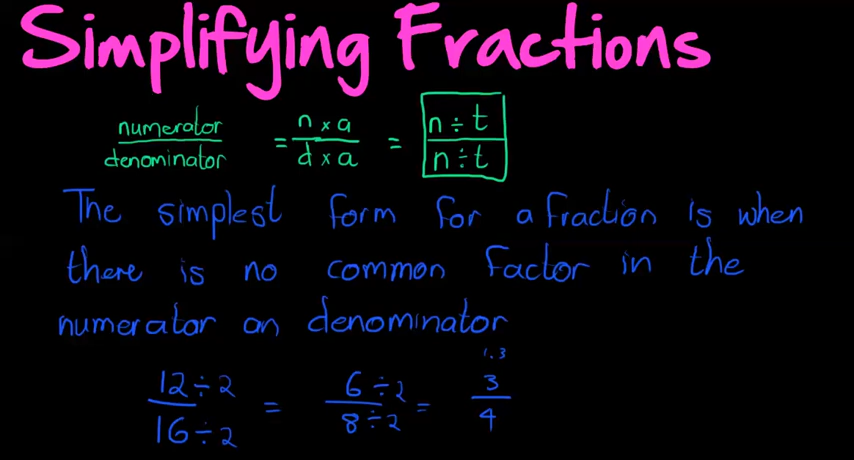 Simplifying Fractions
numerator/denominator = n × a/d × a = n ÷ t/n ÷ t
The simplest form for a fraction is when
there is no common factor in the
numerator an denominator
1.3
12 ÷ 2/16 ÷ 2 = 6 ÷ 2/8 ÷ 2 = 3/4